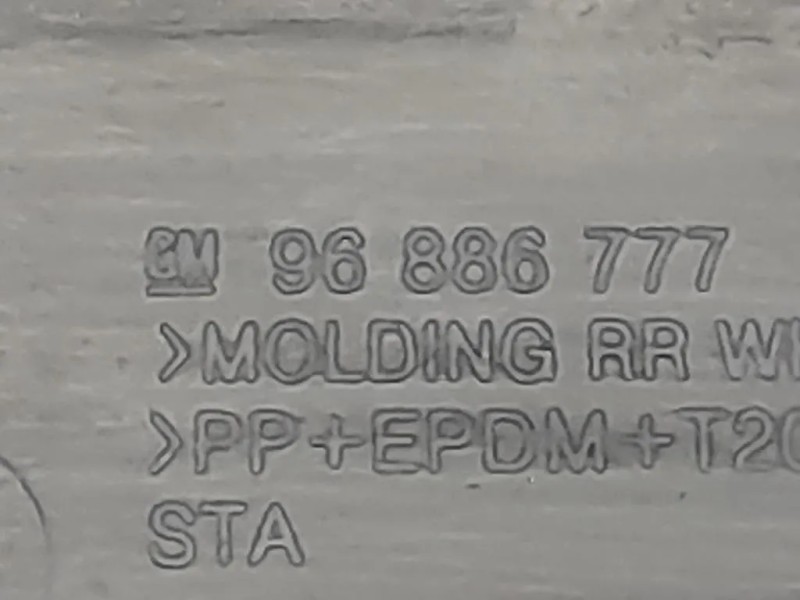 GM 96 886 777
>MOLDING RR W
>PP+EPDM+T20
STA